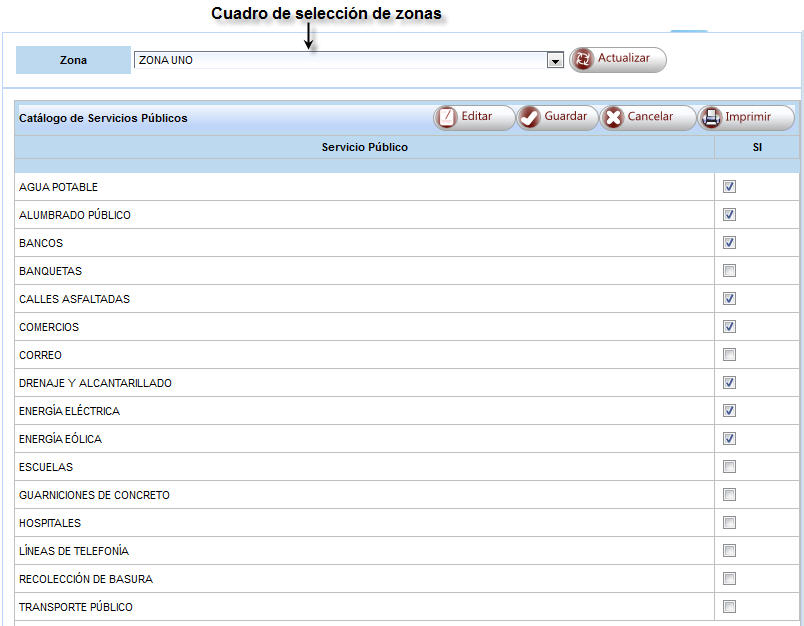 Cuadro de selección de zonas
Zona ZONA UNO Actualizar
Catálogo de Servicios Públicos Editar Guardar Cancelar Imprimir
Servicio Público SI
AGUA POTABLE
ALUMBRADO PÚBLICO
BANCOS
BANQUETAS
CALLES ASFALTADAS
COMERCIOS
CORREO
DRENAJE Y ALCANTARILLADO
ENERGÍA ELÉCTRICA
ENERGÍA EÓLICA
ESCUELAS
GUARNICIONES DE CONCRETO
HOSPITALES
LÍNEAS DE TELEFONÍA
RECOLECCIÓN DE BASURA
TRANSPORTE PÚBLICO